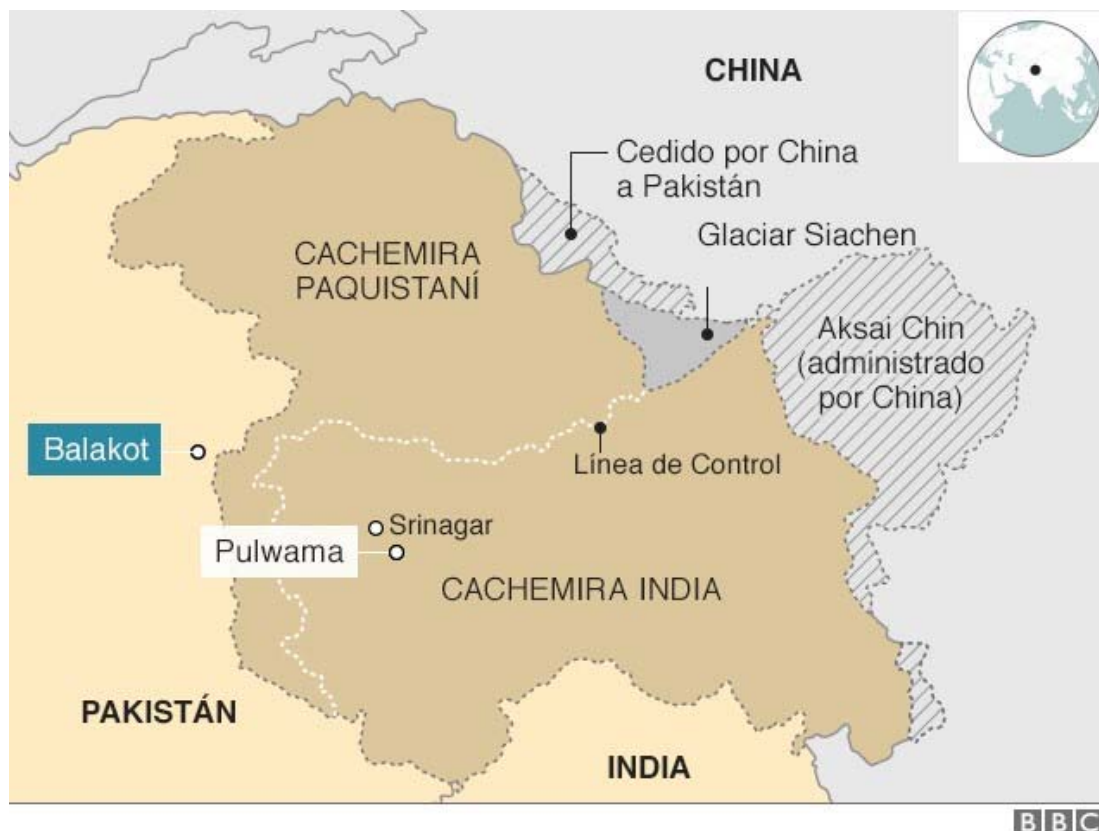 CHINA
Cedido por China
a Pakistán
Glaciar Siachen
CACHEMIRA
PAQUISTANÍ
Aksai Chin
(administrado
por China)
Balakot
Línea de Control
Srinagar
Pulwama
CACHEMIRA INDIA
PAKISTÁN
INDIA
BBC